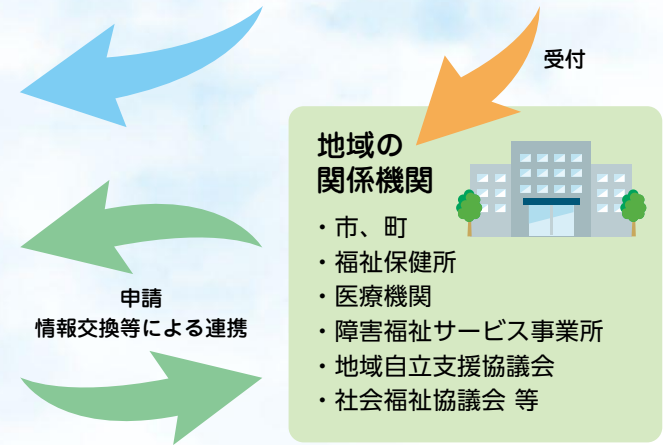 受付
地域の
関係機関
・市、町
・福祉保健所
・医療機関
・障害福祉サービス事業所
・地域自立支援協議会
・社会福祉協議会 等
申請
情報交換等による連携